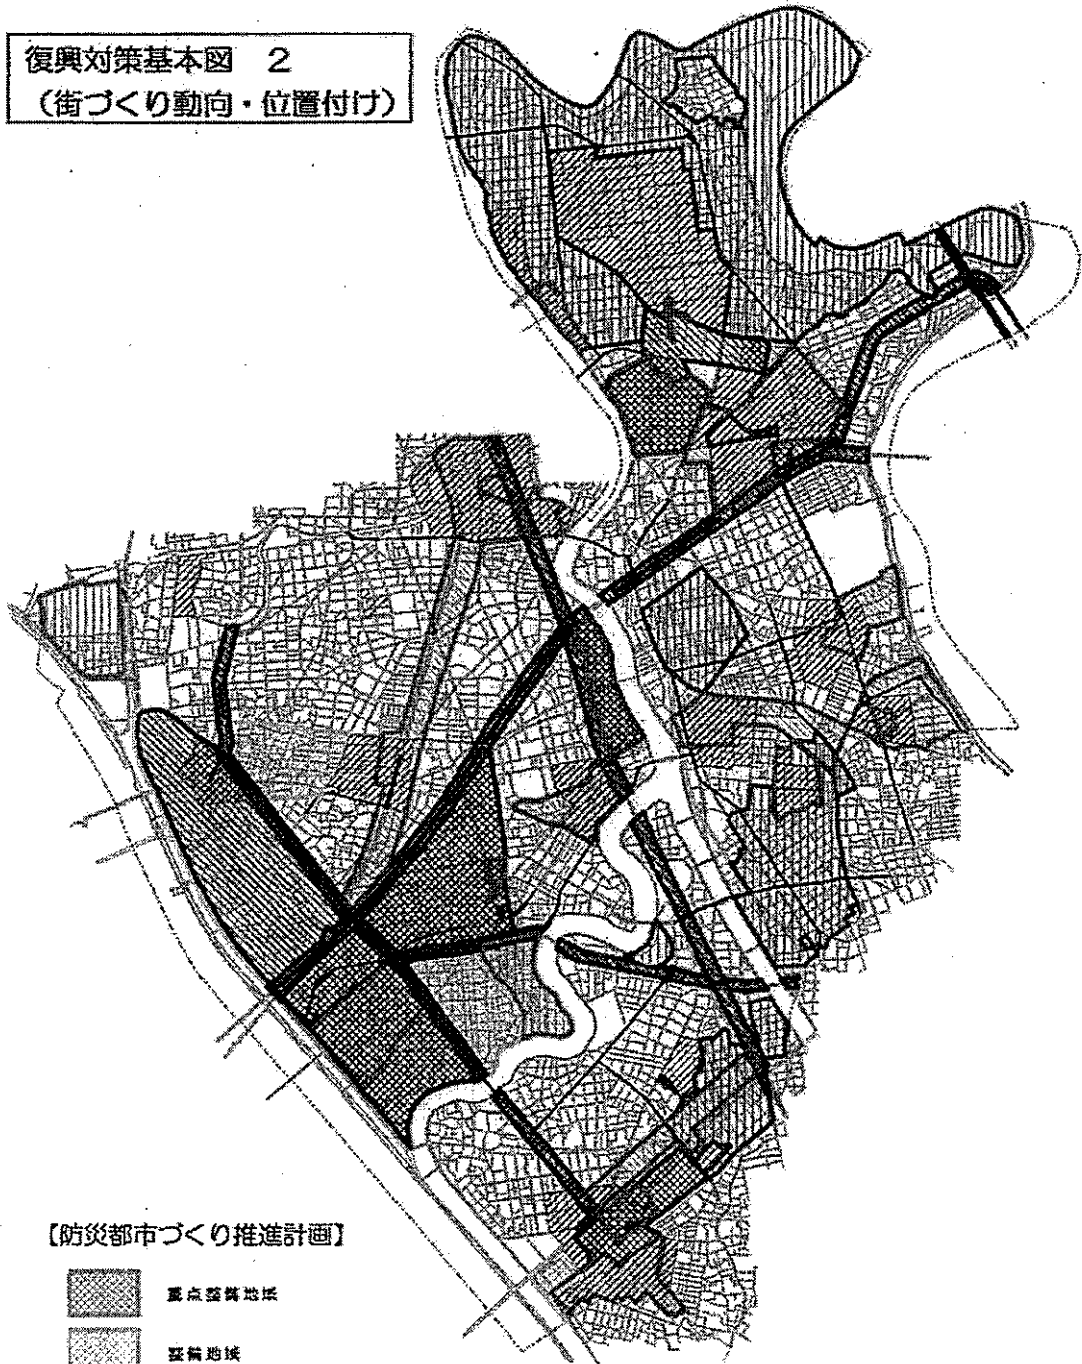 復興対策基本図　2
（街づくり動向・位置付け）
【防災都市づくり推進計画】
重点整備地域
整備地域